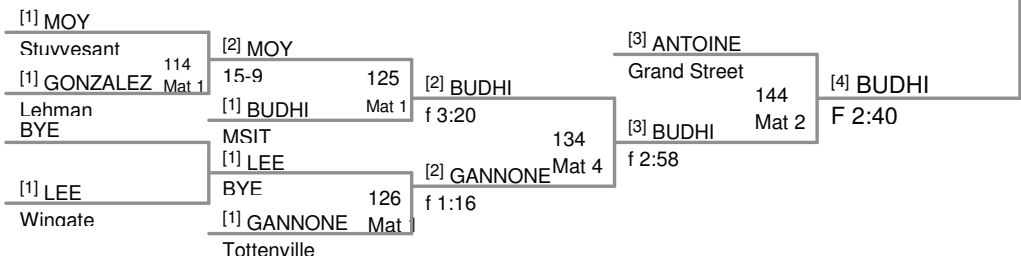 [1] MOY
Stuyvesant
114
[1] GONZALEZ Mat 1
Lehman
BYE
[1] LEE
Wingate
[2] MOY
15-9
125
[1] BUDHI Mat 1
MSIT
[1] LEE
BYE
126
[1] GANNONE Mat 1
Tottenville
[2] BUDHI
f 3:20
134
Mat 4
[2] GANNONE
f 1:16
[3] ANTOINE
Grand Street
144
Mat 2
[3] BUDHI
f 2:58
[4] BUDHI
F 2:40